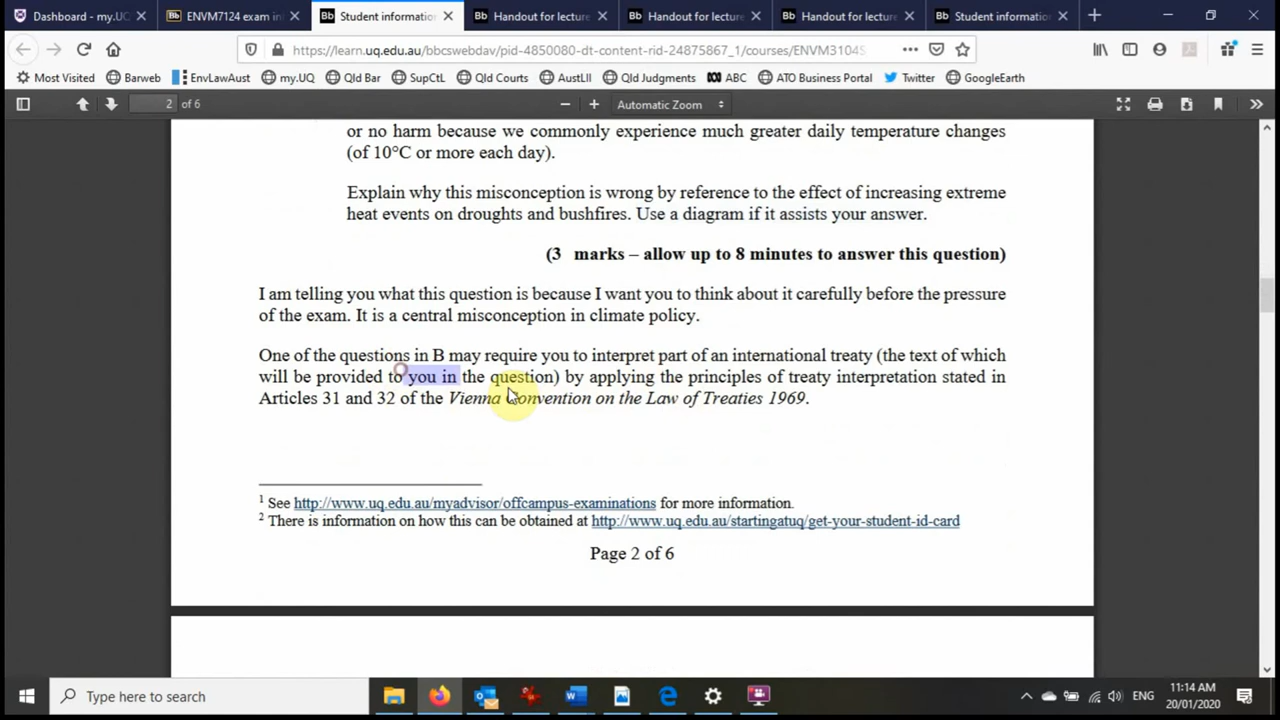 Dashboard - my.U(
ENVM7124 exam in
Student information
Handout for lecture
Handout for lecture
Handout for lecture
Student informatio
https://learn.uq.edu.au/bbcswebdav/pid-4850080-dt-content-rid-24875867_1/courses/ENVM3104S
Most Visited Barweb EnvLawAust my.UQ Qld Bar SupCtL Qld Courts AustLII Qld Judgments ABC ATO Business Portal Twitter GoogleEarth
2 of 6 Automatic Zoom
or no harm because we commonly experience much greater daily temperature changes
(of 10°C or more each day).
Explain why this misconception is wrong by reference to the effect of increasing extreme
heat events on droughts and bushfires. Use a diagram if it assists your answer.
(3 marks – allow up to 8 minutes to answer this question)
I am telling you what this question is because I want you to think about it carefully before the pressure
of the exam. It is a central misconception in climate policy.
One of the questions in B may require you to interpret part of an international treaty (the text of which
will be provided to you in the question) by applying the principles of treaty interpretation stated in
Articles 31 and 32 of the Vienna Convention on the Law of Treaties 1969.
1 See http://www.uq.edu.au/myadvisor/offcampus-examinations for more information.
2 There is information on how this can be obtained at http://www.uq.edu.au/startingatuq/get-your-student-id-card
Page 2 of 6
Type here to search
ENG
11:14 AM
20/01/2020